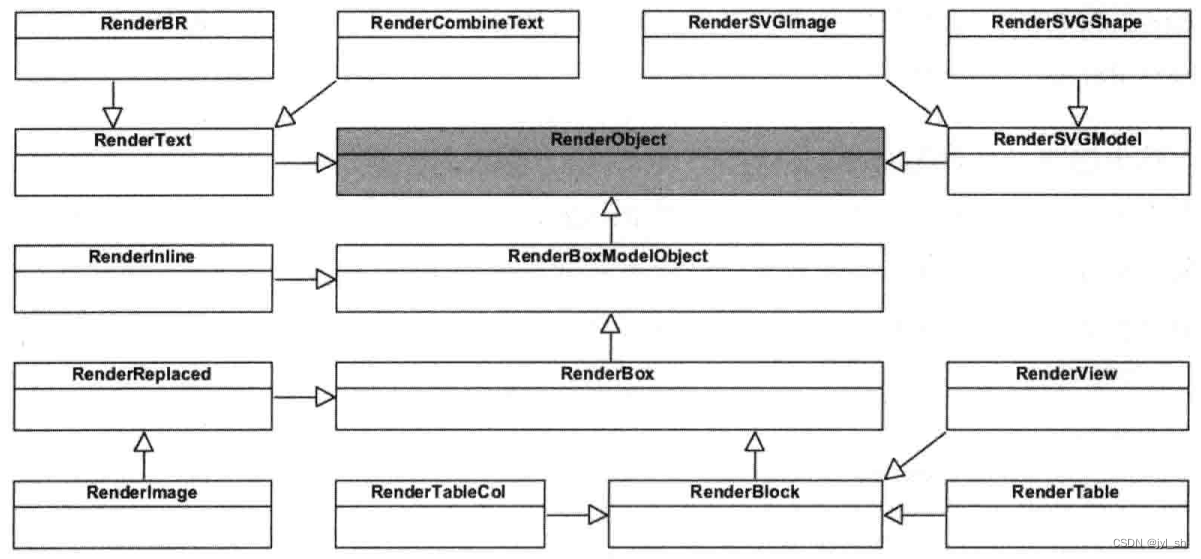 RenderBR
RenderCombineText
RenderSVGImage
RenderSVGShape
RenderText
RenderObject
RenderSVGModel
RenderInline
RenderBoxModelObject
RenderReplaced
RenderBox
RenderView
RenderImage
RenderTableCol
RenderBlock
RenderTable
CSDN @jyl_sh